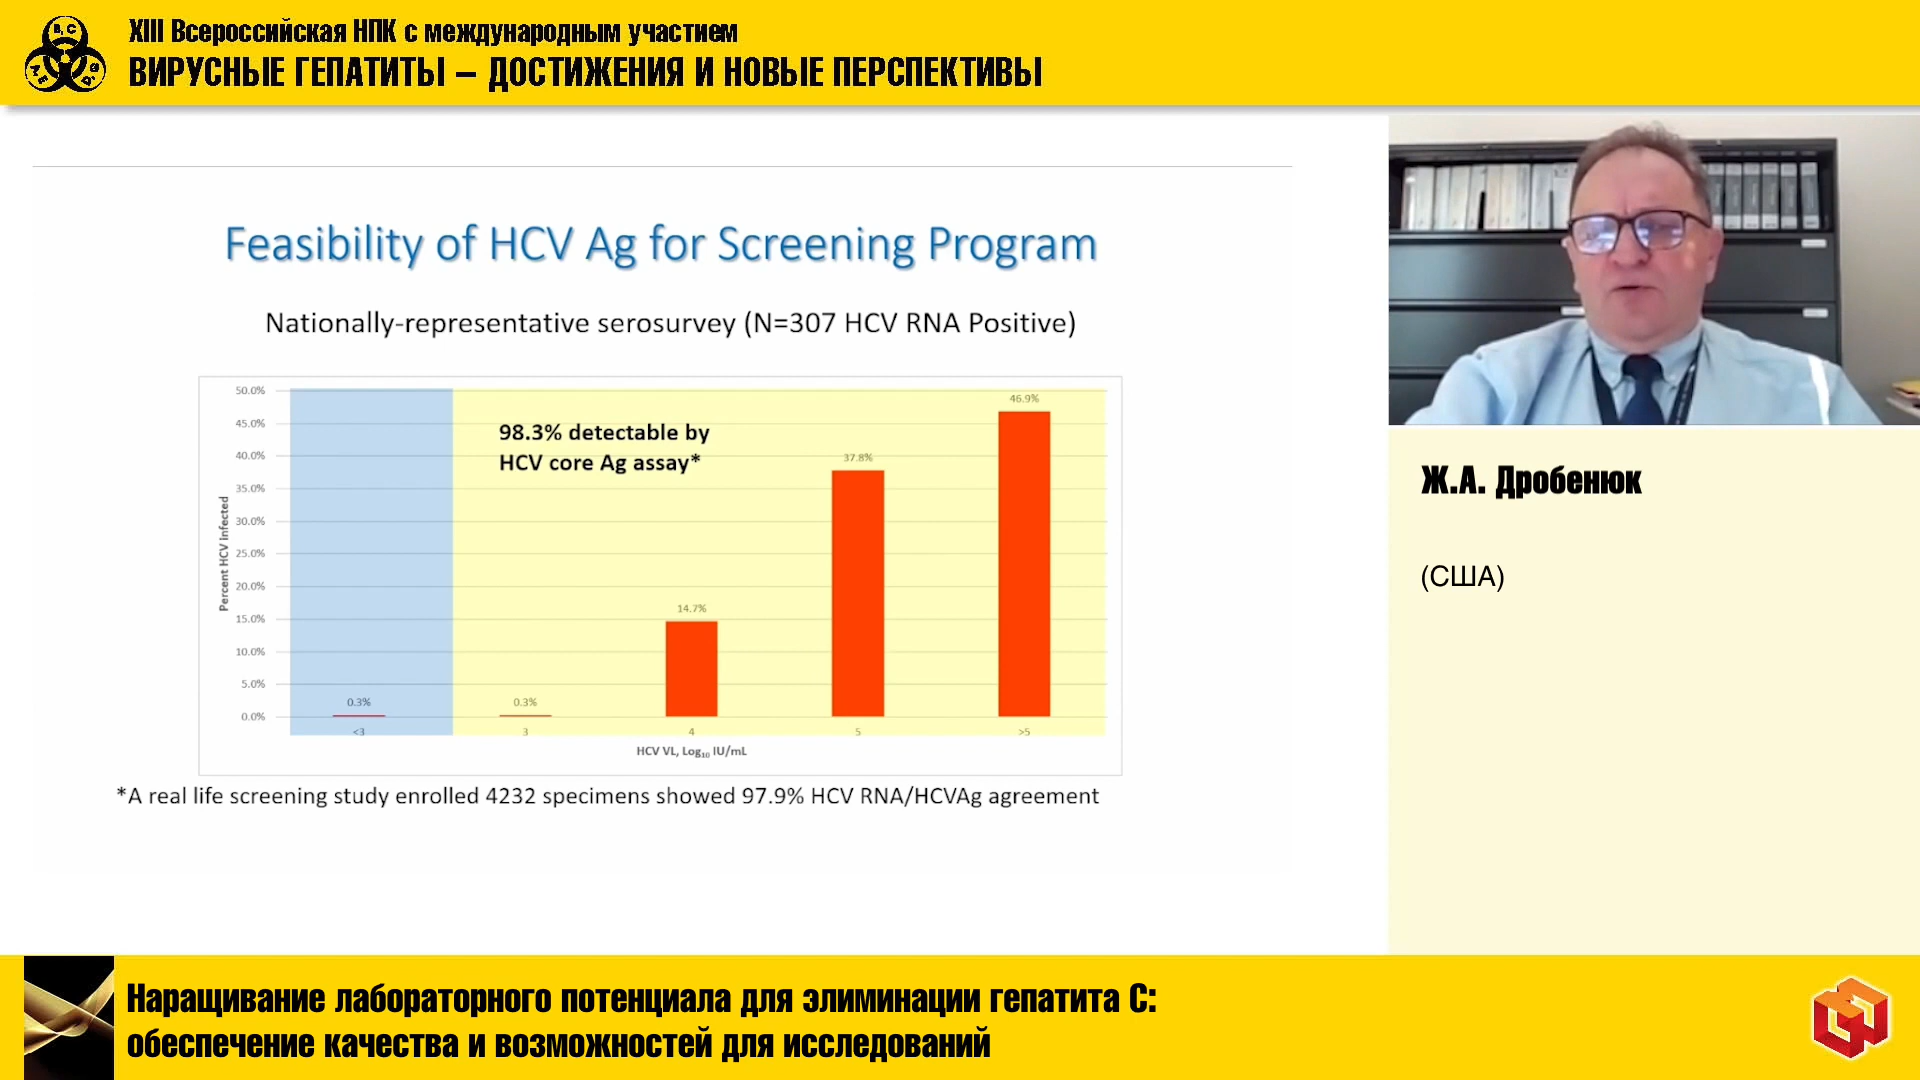 XIII Всероссийская НПК с международным участием
ВИРУСНЫЕ ГЕПАТИТЫ – ДОСТИЖЕНИЯ И НОВЫЕ ПЕРСПЕКТИВЫ
B, C
Feasibility of HCV Ag for Screening Program
Nationally-representative serosurvey (N=307 HCV RNA Positive)
98.3% detectable by
HCV core Ag assay*
Percent HCV Infected
50.0%
45.0%
40.0%
35.0%
30.0%
25.0%
20.0%
15.0%
10.0%
5.0%
0.0%
0.3%
0.3%
14.7%
37.8%
46.9%
<3
3
4
5
>5
HCV VL, Log₁₀ IU/mL
*A real life screening study enrolled 4232 specimens showed 97.9% HCV RNA/HCVAg agreement
Ж.А. Дробенюк
(США)
Наращивание лабораторного потенциала для элиминации гепатита С:
обеспечение качества и возможностей для исследований